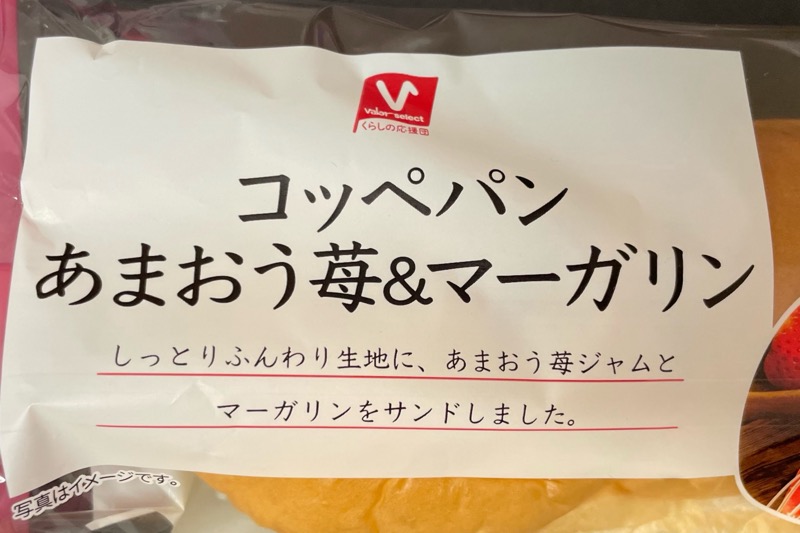 Valor select
くらしの応援団
コッペパン
あまおう苺&マーガリン
しっとりふんわり生地に、あまおう苺ジャムと
マーガリンをサンドしました。
写真はイメージです。